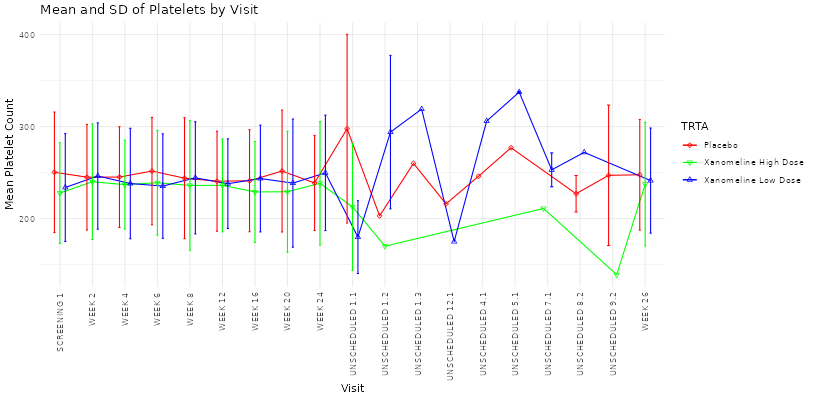 Mean and SD of Platelets by Visit
Mean Platelet Count
400
300
200
SCREENING 1
WEEK 2
WEEK 4
WEEK 6
WEEK 8
WEEK 12
WEEK 16
WEEK 20
WEEK 24
UNSCHEDULED 1.1
UNSCHEDULED 1.2
UNSCHEDULED 1.3
UNSCHEDULED 12.1
UNSCHEDULED 4.1
UNSCHEDULED 5.1
UNSCHEDULED 7.1
UNSCHEDULED 8.2
UNSCHEDULED 9.2
WEEK 26
Visit
TRTA
Placebo
Xanomeline High Dose
Xanomeline Low Dose